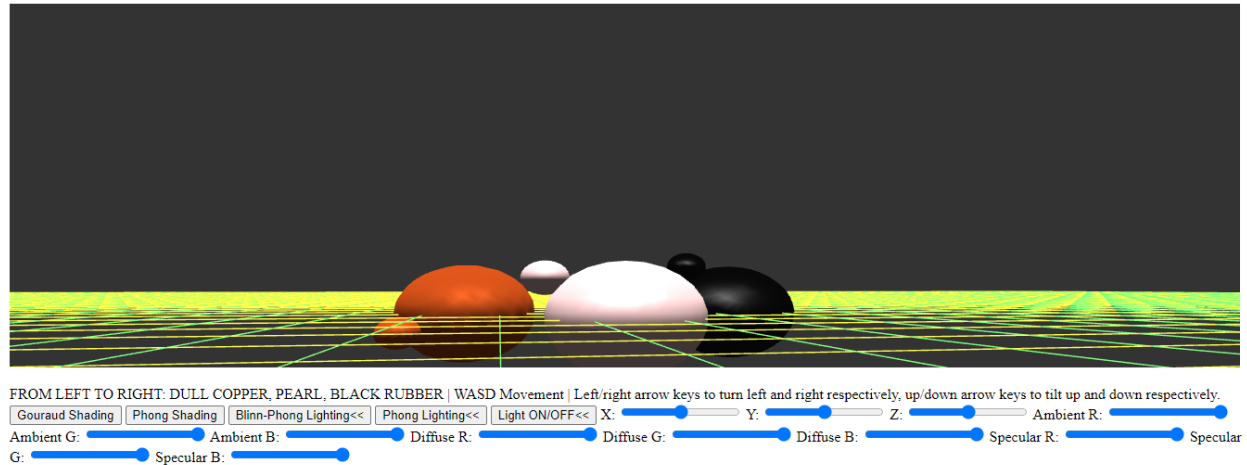 FROM LEFT TO RIGHT: DULL COPPER, PEARL, BLACK RUBBER | WASD Movement | Left/right arrow keys to turn left and right respectively, up/down arrow keys to tilt up and down respectively.
Gouraud Shading Phong Shading Blinn-Phong Lighting<< Phong Lighting<< Light ON/OFF<< X: Y: Z: Ambient R:
Ambient G: Ambient B: Diffuse R: Diffuse G: Diffuse B: Specular R: Specular
G: Specular B: